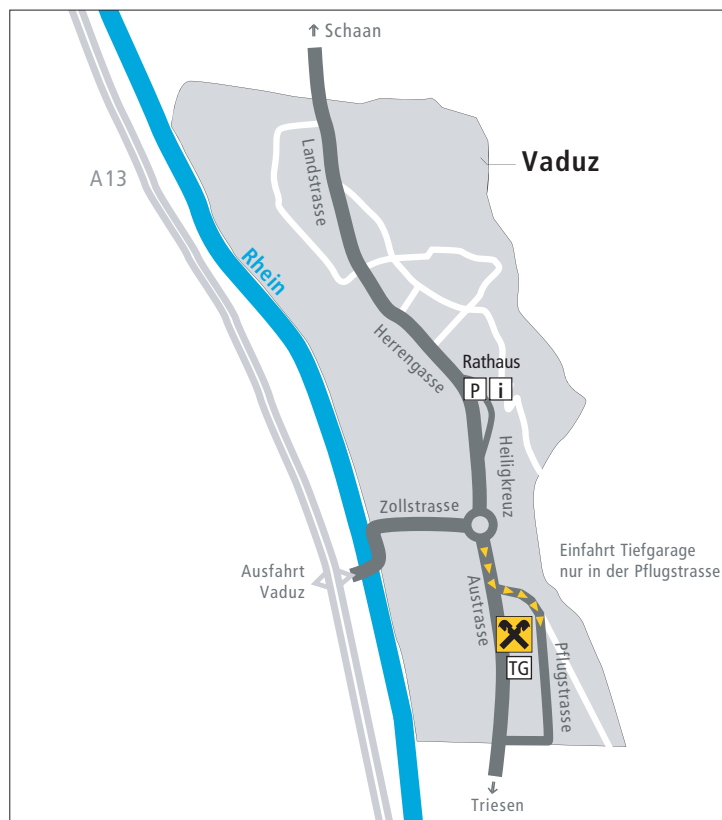 Schaan
Vaduz
A13
Landstrasse
Rhein
Herrengasse
Rathaus
P i
Heiligkreuz
Zollstrasse
Einfahrt Tiefgarage
nur in der Pflugstrasse
Ausfahrt
Vaduz
Austrasse
Pflugstrasse
TG
Triesen